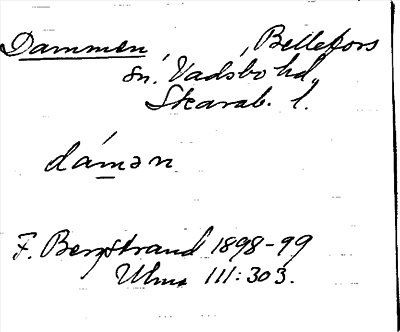 Dammen, , Bellefors
sn. Vadsbo hd,
Skarab. l.
dámən
F. Bergstrand 1898-99
Ulma 111:303.